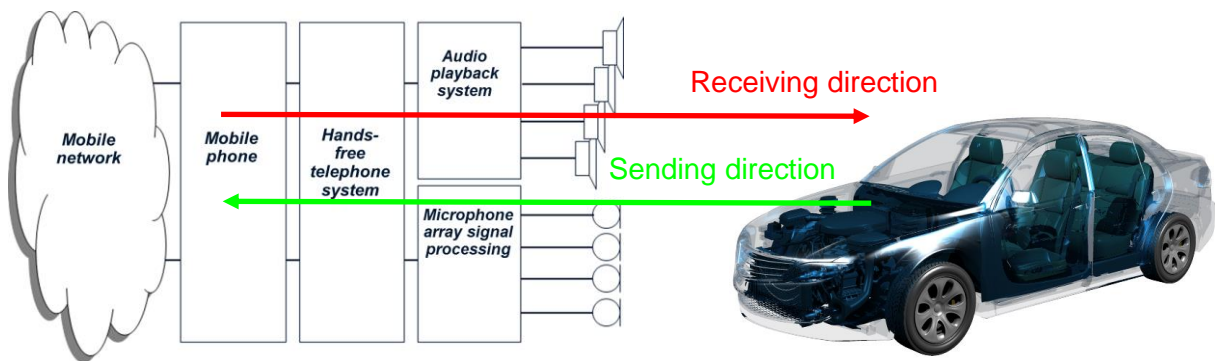 Mobile
network
Mobile
phone
Hands-
free
telephone
system
Audio
playback
system
Microphone
array signal
processing
Receiving direction
Sending direction